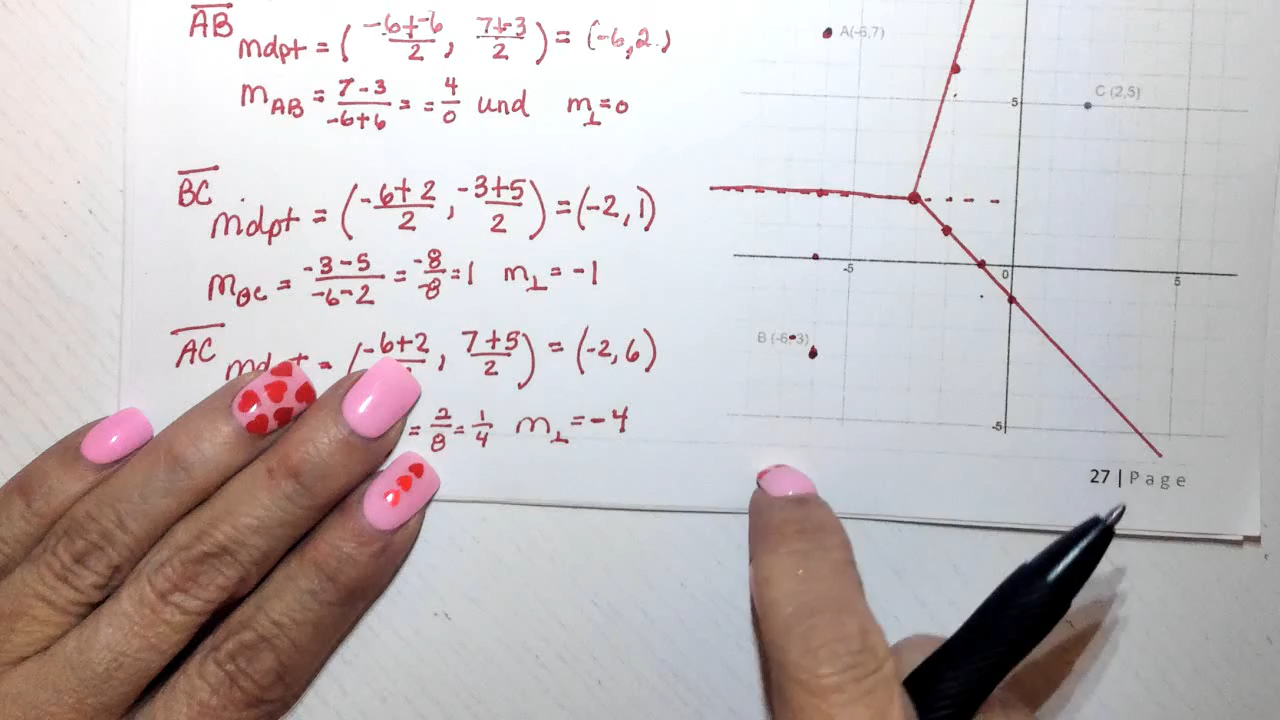 AB
mdpt = (-6+-6/2, 7+-3/2) = (-6, 2)
m_AB = 7-3/-6+6 = = 4/0 und m⊥=0
BC
mdpt = (-6+2/2, -3+5/2) = (-2, 1)
m_BC = -3-5/-6-2 = -8/-8 = 1 m⊥ = -1
AC
mdpt = (-6+2/, 7+5/2) = (-2, 6)
= 2/8 = 1/4 m⊥ = -4
A(-6,7)
C (2,5)
5
-5
0
5
B (-6,-3)
-5
27 | Page